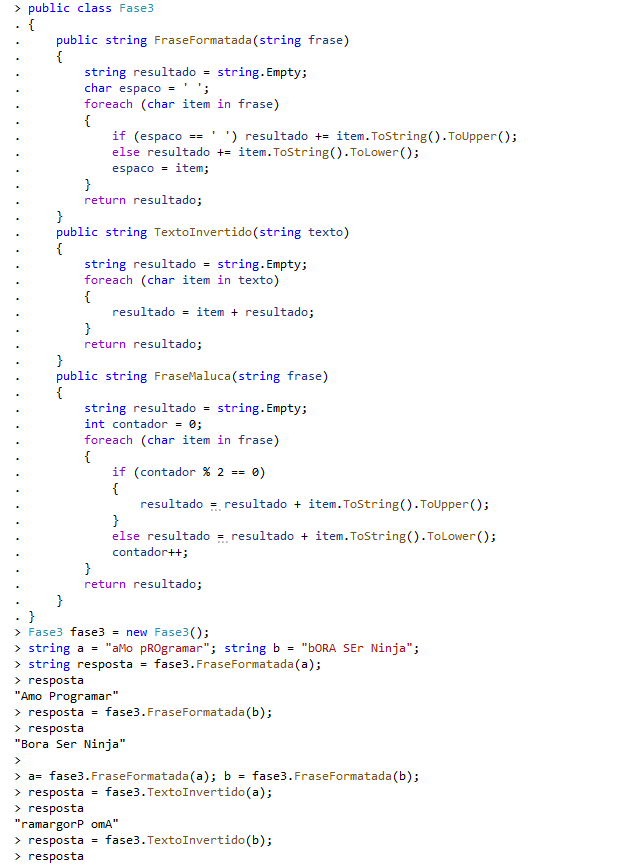 > public class Fase3
. {
.     public string FraseFormatada(string frase)
.     {
.         string resultado = string.Empty;
.         char espaco = ' ';
.         foreach (char item in frase)
.         {
.             if (espaco == ' ') resultado += item.ToString().ToUpper();
.             else resultado += item.ToString().ToLower();
.             espaco = item;
.         }
.         return resultado;
.     }
.     public string TextoInvertido(string texto)
.     {
.         string resultado = string.Empty;
.         foreach (char item in texto)
.         {
.             resultado = item + resultado;
.         }
.         return resultado;
.     }
.     public string FraseMaluca(string frase)
.     {
.         string resultado = string.Empty;
.         int contador = 0;
.         foreach (char item in frase)
.         {
.             if (contador % 2 == 0)
.             {
.                 resultado = resultado + item.ToString().ToUpper();
.             }
.             else resultado = resultado + item.ToString().ToLower();
.             contador++;
.         }
.         return resultado;
.     }
. }
> Fase3 fase3 = new Fase3();
> string a = "aMo pROgramar"; string b = "bORA SEr Ninja";
> string resposta = fase3.FraseFormatada(a);
> resposta
"Amo Programar"
> resposta = fase3.FraseFormatada(b);
> resposta
"Bora Ser Ninja"
>
> a= fase3.FraseFormatada(a); b = fase3.FraseFormatada(b);
> resposta = fase3.TextoInvertido(a);
> resposta
"ramargorP omA"
> resposta = fase3.TextoInvertido(b);
> resposta